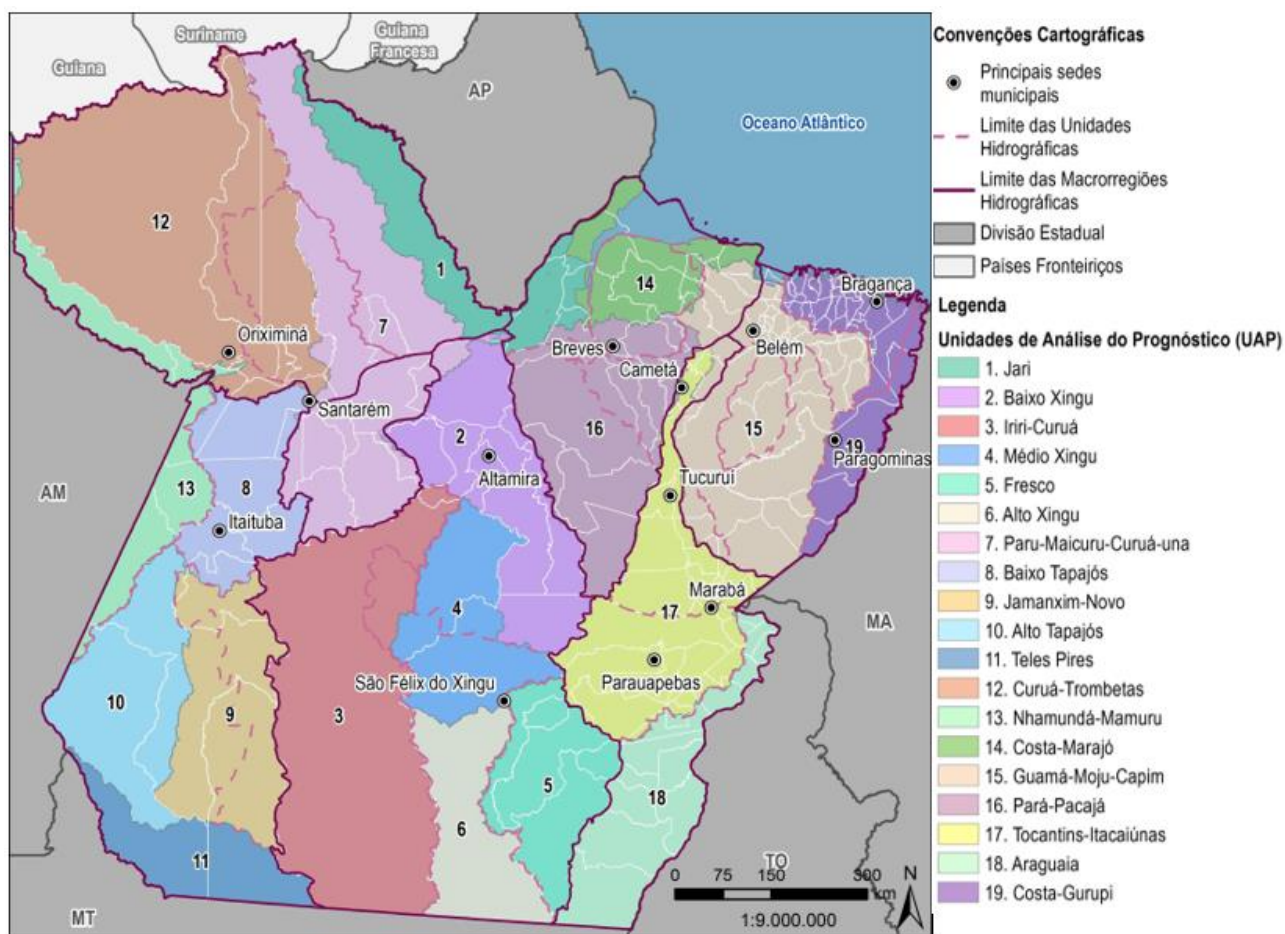 Suriname
Guiana
Francesa
Guiana
AP
Oceano Atlântico
12
1
14
Bragança
Oriximiná
7
Breves
Belém
Cametá
Santarém
2
16
15
19
Altamira
Paragominas
AM
13
8
Tucuruí
Itaituba
Marabá
4
17
MA
São Félix do Xingu
Parauapebas
10
9
3
5
18
6
11
TO
MT
0 75 150 300
km
N
1:9.000.000
Convenções Cartográficas
Principais sedes
municipais
Limite das Unidades
Hidrográficas
Limite das Macrorregiões
Hidrográficas
Divisão Estadual
Países Fronteiriços
Legenda
Unidades de Análise do Prognóstico (UAP)
1. Jari
2. Baixo Xingu
3. Iriri-Curuá
4. Médio Xingu
5. Fresco
6. Alto Xingu
7. Paru-Maicuru-Curuá-una
8. Baixo Tapajós
9. Jamanxim-Novo
10. Alto Tapajós
11. Teles Pires
12. Curuá-Trombetas
13. Nhamundá-Mamuru
14. Costa-Marajó
15. Guamá-Moju-Capim
16. Pará-Pacajá
17. Tocantins-Itacaiúnas
18. Araguaia
19. Costa-Gurupi